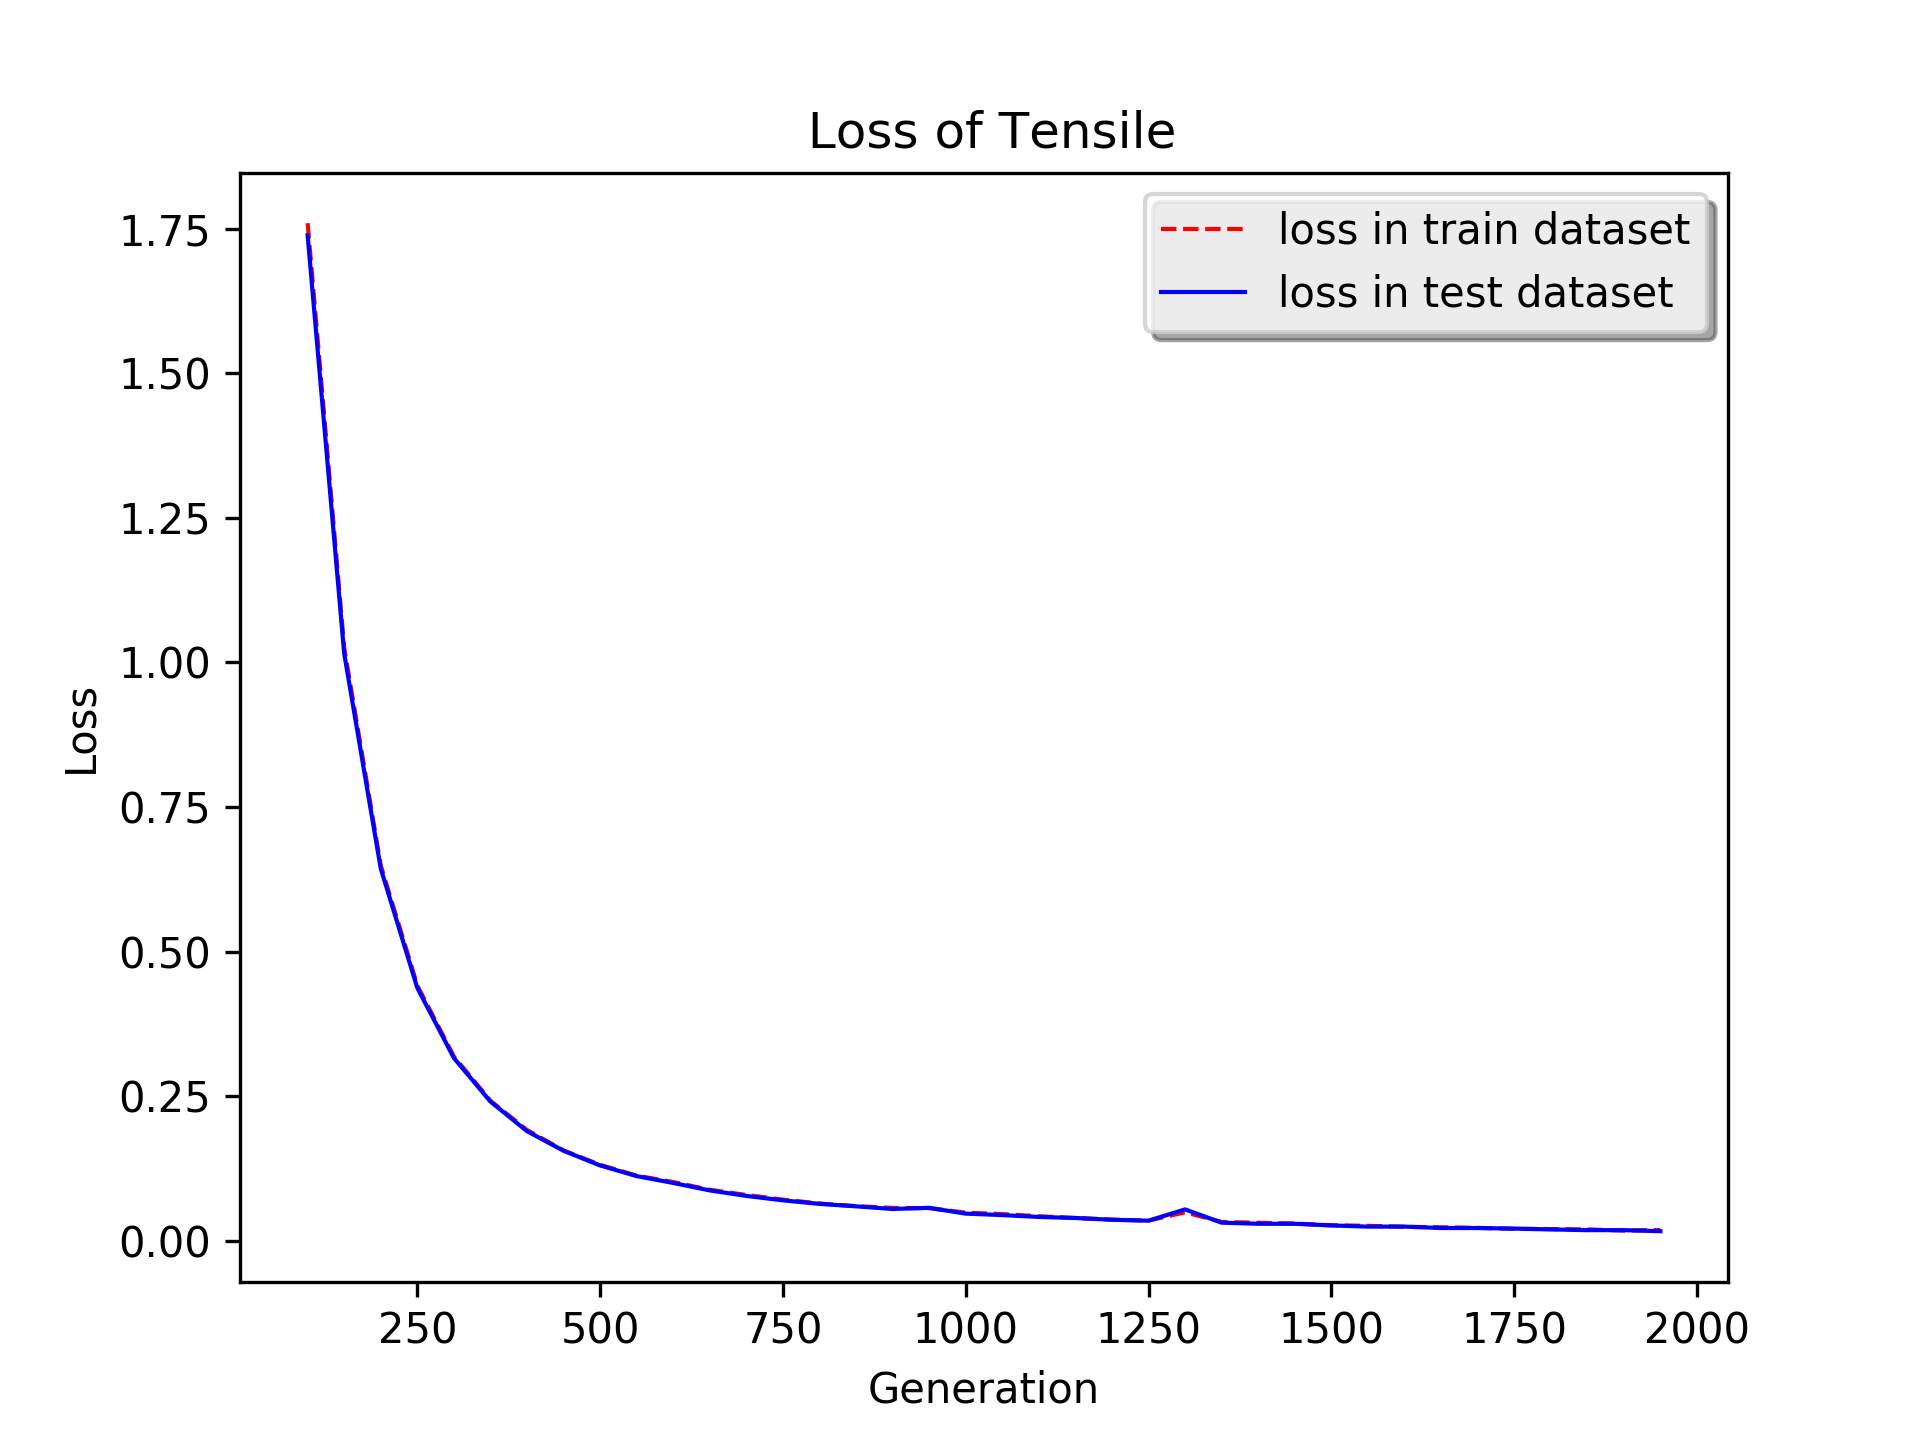 Loss of Tensile
loss in train dataset
loss in test dataset
1.75
1.50
1.25
1.00
0.75
0.50
0.25
0.00
Loss
250 500 750 1000 1250 1500 1750 2000
Generation